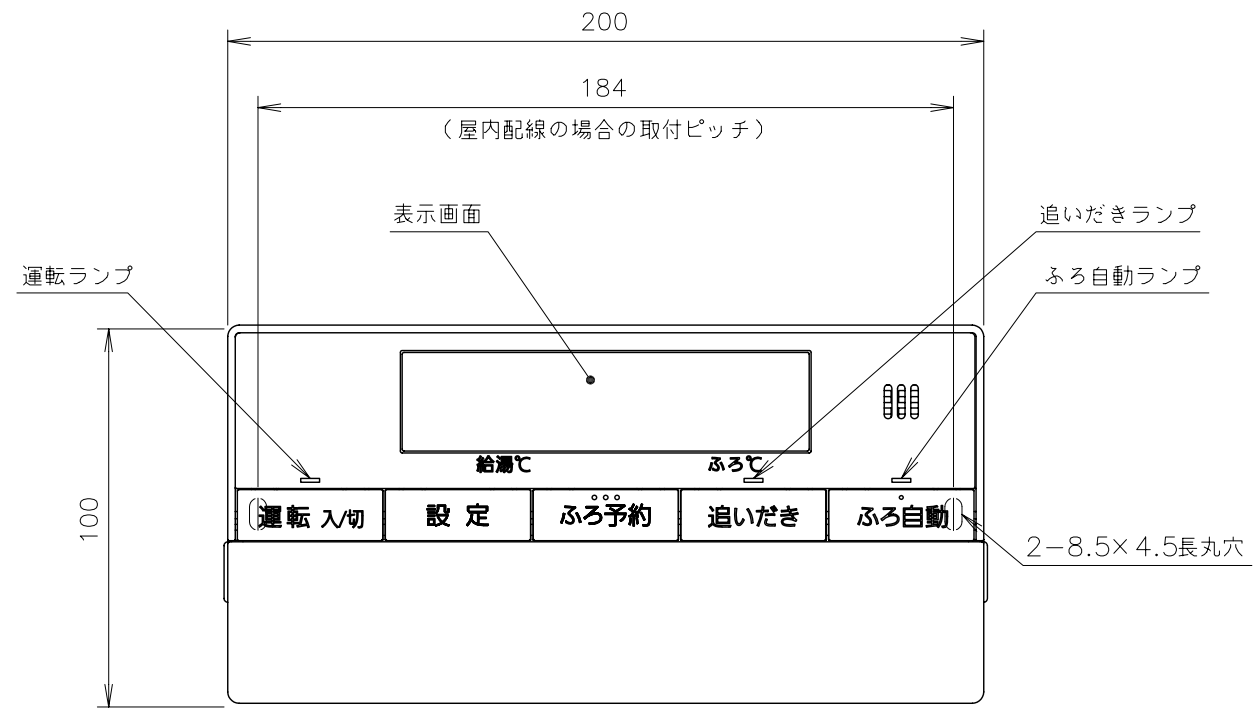 200
184
（屋内配線の場合の取付ピッチ）
表示画面
追いだきランプ
運転ランプ
ふろ自動ランプ
給湯℃
ふろ℃
100
運転 入/切
設定
ふろ予約
追いだき
ふろ自動
2−8.5×4.5長丸穴